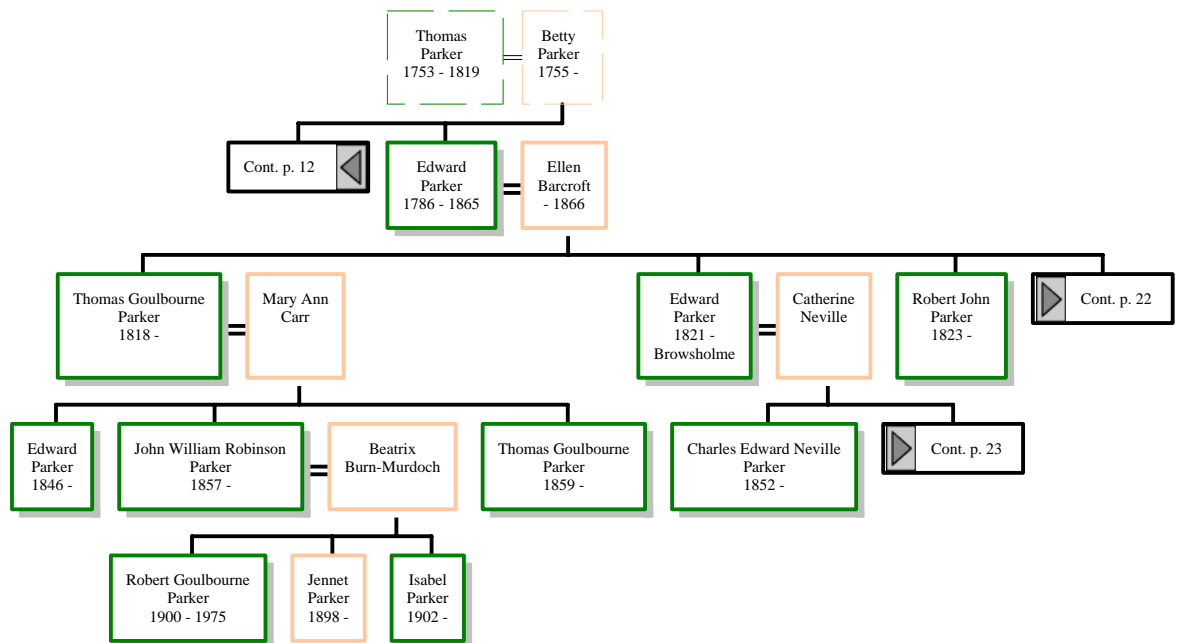 Thomas
Parker
1753 - 1819
Betty
Parker
1755 -
Cont. p. 12
Edward
Parker
1786 - 1865
Ellen
Barcroft
- 1866
Thomas Goulbourne
Parker
1818 -
Mary Ann
Carr
Edward
Parker
1821 -
Browsholme
Catherine
Neville
Robert John
Parker
1823 -
Cont. p. 22
Edward
Parker
1846 -
John William Robinson
Parker
1857 -
Beatrix
Burn-Murdoch
Thomas Goulbourne
Parker
1859 -
Charles Edward Neville
Parker
1852 -
Cont. p. 23
Robert Goulbourne
Parker
1900 - 1975
Jennet
Parker
1898 -
Isabel
Parker
1902 -